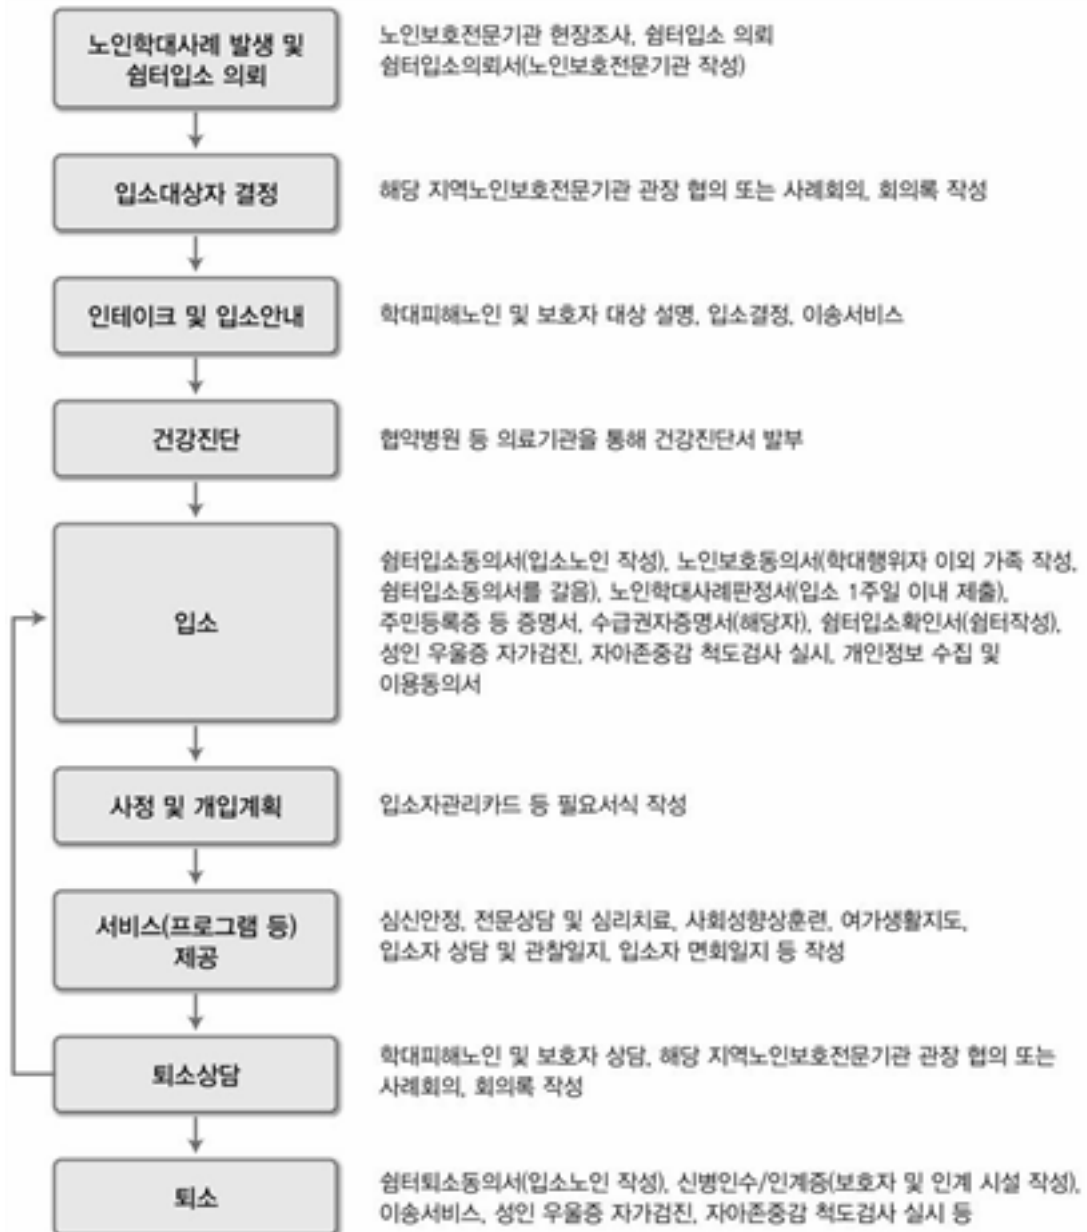 노인학대사례 발생 및
쉼터입소 의뢰
노인보호전문기관 현장조사, 쉼터입소 의뢰
쉼터입소의뢰서(노인보호전문기관 작성)
입소대상자 결정
해당 지역노인보호전문기관 관장 협의 또는 사례회의, 회의록 작성
인테이크 및 입소안내
학대피해노인 및 보호자 대상 설명, 입소결정, 이송서비스
건강진단
협약병원 등 의료기관을 통해 건강진단서 발부
입소
쉼터입소동의서(입소노인 작성), 노인보호동의서(학대행위자 이외 가족 작성,
쉼터입소동의서를 갈음), 노인학대사례판정서(입소 1주일 이내 제출),
주민등록증 등 증명서, 수급권자증명서(해당자), 쉼터입소확인서(쉼터작성),
성인 우울증 자가검진, 자아존중감 척도검사 실시, 개인정보 수집 및
이용동의서
사정 및 개입계획
입소자관리카드 등 필요서식 작성
서비스(프로그램 등)
제공
심신안정, 전문상담 및 심리치료, 사회성향상훈련, 여가생활지도,
입소자 상담 및 관찰일지, 입소자 면회일지 등 작성
퇴소상담
학대피해노인 및 보호자 상담, 해당 지역노인보호전문기관 관장 협의 또는
사례회의, 회의록 작성
퇴소
쉼터퇴소동의서(입소노인 작성), 신병인수/인계증(보호자 및 인계 시설 작성),
이송서비스, 성인 우울증 자가검진, 자아존중감 척도검사 실시 등